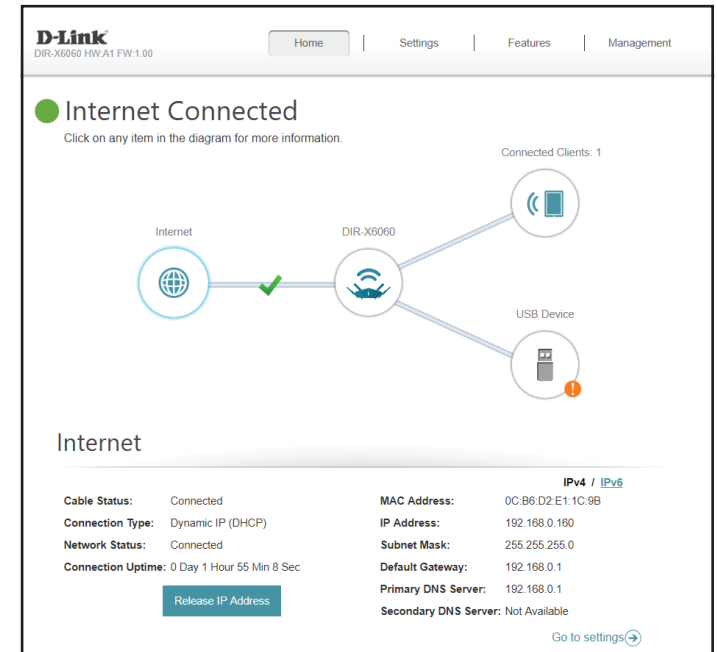 D-Link
DIR-X6060 HW:A1 FW:1.00
Home
Settings
Features
Management
Internet Connected
Click on any item in the diagram for more information.
Connected Clients: 1
Internet
DIR-X6060
USB Device
Internet
IPv4 / IPv6
Cable Status: Connected
Connection Type: Dynamic IP (DHCP)
Network Status: Connected
Connection Uptime: 0 Day 1 Hour 55 Min 8 Sec
Release IP Address
MAC Address: 0C:B6:D2:E1:1C:9B
IP Address: 192.168.0.160
Subnet Mask: 255.255.255.0
Default Gateway: 192.168.0.1
Primary DNS Server: 192.168.0.1
Secondary DNS Server: Not Available
Go to settings